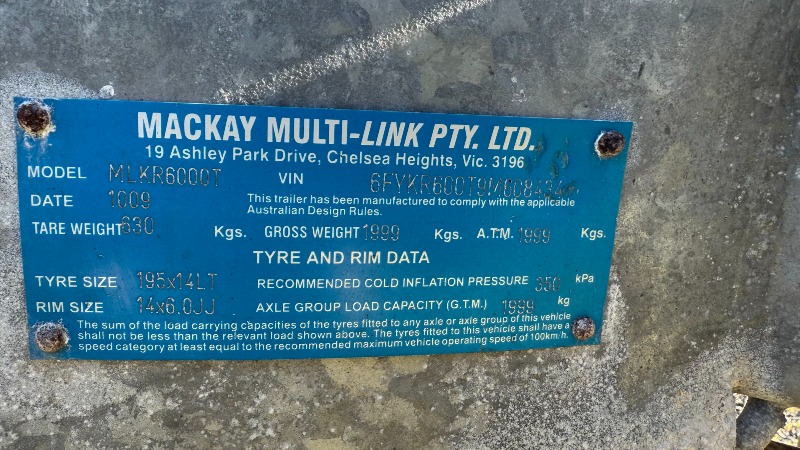 MACKAY MULTI-LINK PTY. LTD.
19 Ashley Park Drive, Chelsea Heights, Vic. 3196
MODEL MLKR6000T VIN
DATE 1009 This trailer has been manufactured to comply with the applicable
Australian Design Rules.
TARE WEIGHT 630 Kgs. GROSS WEIGHT 1999 Kgs. A.T.M. 1999 Kgs.
TYRE AND RIM DATA
TYRE SIZE 195x14LT RECOMMENDED COLD INFLATION PRESSURE 350 kPa
RIM SIZE 14x6.0JJ AXLE GROUP LOAD CAPACITY (G.T.M.) 1999 kg
The sum of the load carrying capacities of the tyres fitted to any axle or axle group of this vehicle
shall not be less than the relevant load shown above. The tyres fitted to this vehicle shall have a
speed category at least equal to the recommended maximum vehicle operating speed of 100km/h.